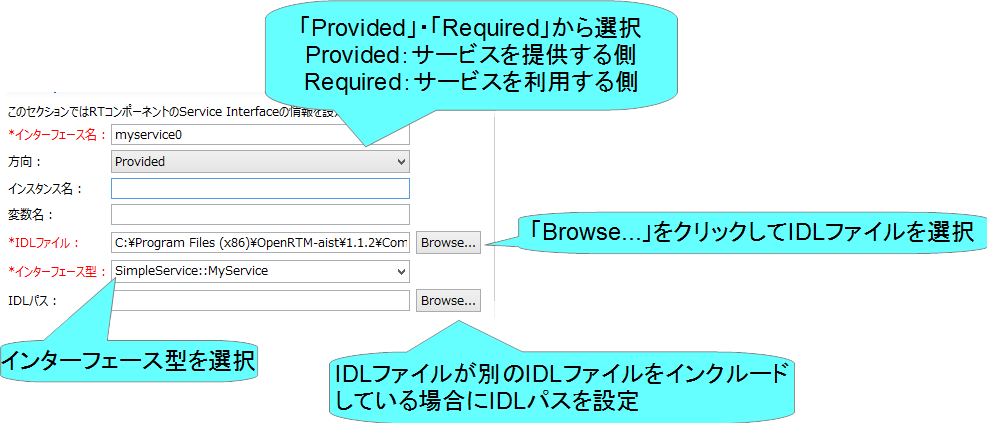 「Provided」・「Required」から選択
Provided：サービスを提供する側
Required：サービスを利用する側
このセクションではRTコンポーネントのService Interfaceの情報を設
*インターフェース名： myservice0
方向： Provided
インスタンス名：
変数名：
*IDLファイル： C:¥Program Files (x86)¥OpenRTM-aist¥1.1.2¥Com Browse...
「Browse...」をクリックしてIDLファイルを選択
*インターフェース型： SimpleService::MyService
IDLパス： Browse...
インターフェース型を選択
IDLファイルが別のIDLファイルをインクルード
している場合にIDLパスを設定